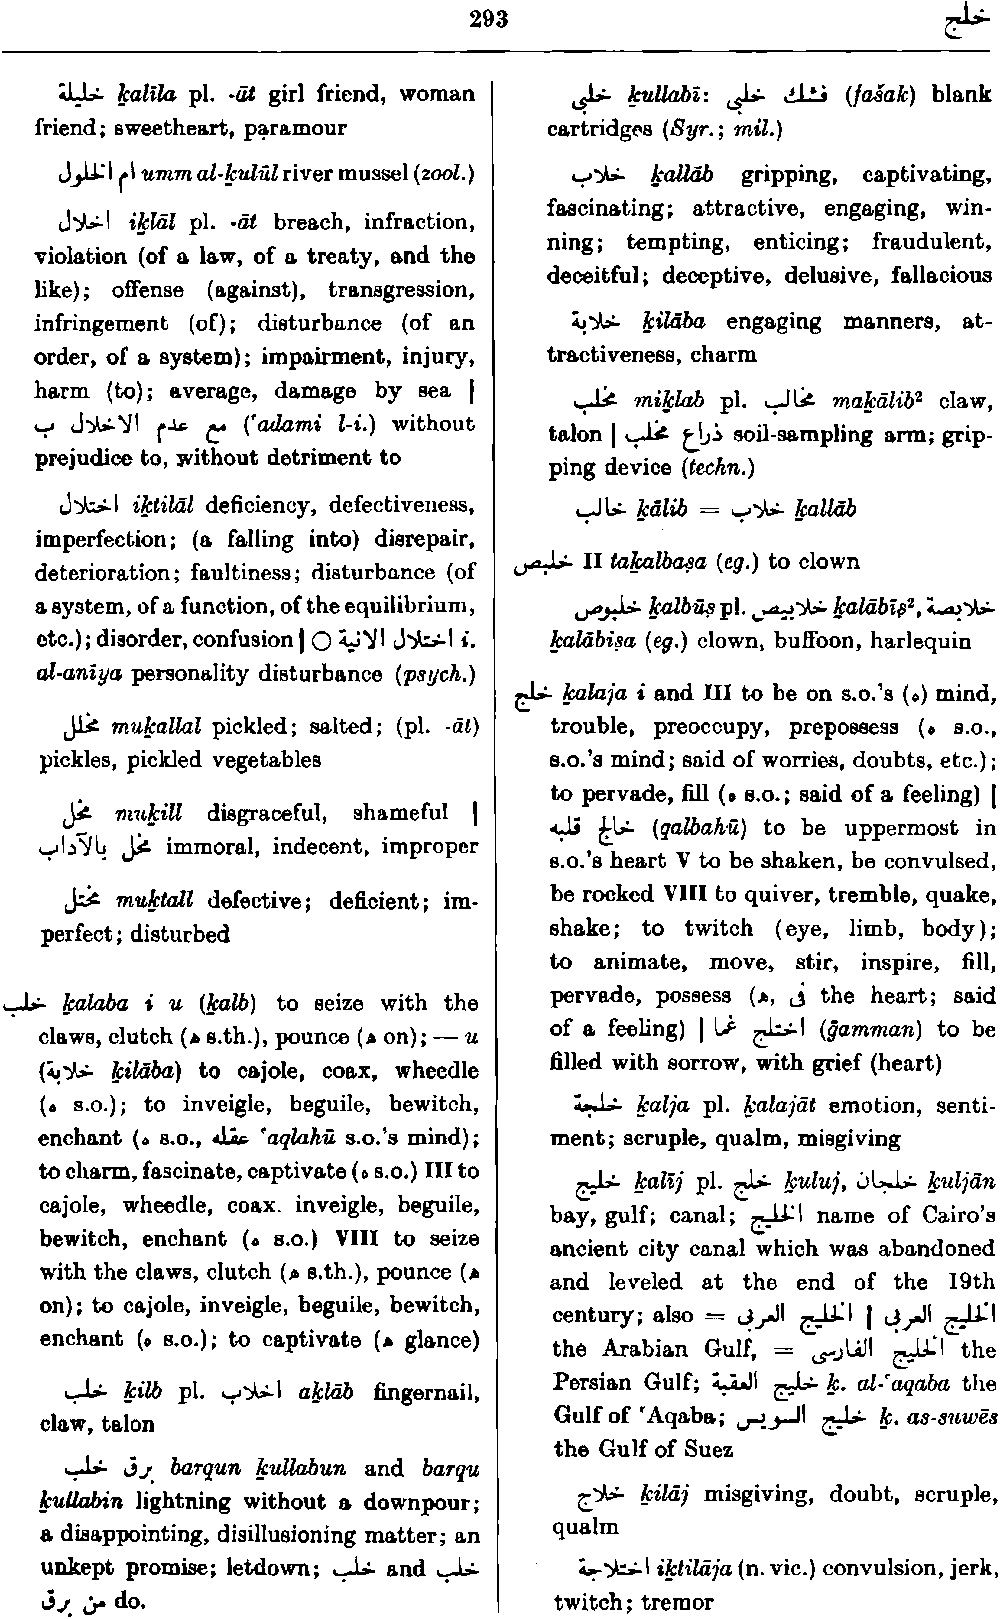 293
خلج
خليلة ḵalīla pl. -āt girl friend, woman
friend; sweetheart, paramour
ام الخلول umm al-ḵulūl river mussel (zool.)
اخلال iḵlāl pl. -āt breach, infraction,
violation (of a law, of a treaty, and the
like); offense (against), transgression,
infringement (of); disturbance (of an
order, of a system); impairment, injury,
harm (to); average, damage by sea |
مع عدم الاخلال ب (ʿadami l-i.) without
prejudice to, without detriment to
اختلال iḵtilāl deficiency, defectiveness,
imperfection; (a falling into) disrepair,
deterioration; faultiness; disturbance (of
a system, of a function, of the equilibrium,
etc.); disorder, confusion | ○ اختلال الانية i.
al-anīya personality disturbance (psych.)
مخلل muḵallal pickled; salted; (pl. -āt)
pickles, pickled vegetables
مخل muḵill disgraceful, shameful |
مخل بالآداب immoral, indecent, improper
مختل muḵtall defective; deficient; im-
perfect; disturbed
خلب ḵalaba i u (ḵalb) to seize with the
claws, clutch (ه s.th.), pounce (ه on); — u
(خلابة ḵilāba) to cajole, coax, wheedle
(ه s.o.); to inveigle, beguile, bewitch,
enchant (ه s.o., عقله ʿaqlahū s.o.'s mind);
to charm, fascinate, captivate (ه s.o.) III to
cajole, wheedle, coax. inveigle, beguile,
bewitch, enchant (ه s.o.) VIII to seize
with the claws, clutch (ه s.th.), pounce (ه
on); to cajole, inveigle, beguile, bewitch,
enchant (ه s.o.); to captivate (ه glance)
خلب ḵilb pl. اخلاب aḵlāb fingernail,
claw, talon
برق خلب barqun ḵullabun and barqu
ḵullabin lightning without a downpour;
a disappointing, disillusioning matter; an
unkept promise; letdown; خلب and خلب
من برق do.
خلبي ḵullabī: فشك خلبي (fašak) blank
cartridges (Syr.; mil.)
خلاب ḵallāb gripping, captivating,
fascinating; attractive, engaging, win-
ning; tempting, enticing; fraudulent,
deceitful; deceptive, delusive, fallacious
خلابة ḵilāba engaging manners, at-
tractiveness, charm
مخلب miḵlab pl. مخالب maḵālib² claw,
talon | ذراع مخلب soil-sampling arm; grip-
ping device (techn.)
خالب ḵālib = خلاب ḵallāb
خلبص II taḵalbaṣa (eg.) to clown
خلبوص ḵalbūṣ pl. خلابيص ḵalābīṣ², خلابصة
ḵalābiṣa (eg.) clown, buffoon, harlequin
خلج ḵalaja i and III to be on s.o.'s (ه) mind,
trouble, preoccupy, prepossess (ه s.o.,
s.o.'s mind; said of worries, doubts, etc.);
to pervade, fill (ه s.o.; said of a feeling) |
خالج قلبه (qalbahū) to be uppermost in
s.o.'s heart V to be shaken, be convulsed,
be rocked VIII to quiver, tremble, quake,
shake; to twitch (eye, limb, body);
to animate, move, stir, inspire, fill,
pervade, possess (ه, في the heart; said
of a feeling) | اختلج غما (ḡamman) to be
filled with sorrow, with grief (heart)
خلجة ḵalja pl. ḵalajāt emotion, senti-
ment; scruple, qualm, misgiving
خليج ḵalīj pl. خلج ḵuluj, خلجان ḵuljān
bay, gulf; canal; الخليج name of Cairo's
ancient city canal which was abandoned
and leveled at the end of the 19th
century; also = الخليج العربي | الخليج العربي
the Arabian Gulf, = الخليج الفارسي the
Persian Gulf; خليج العقبة ḵ. al-ʿaqaba the
Gulf of ʿAqaba; خليج السويس ḵ. as-suwēs
the Gulf of Suez
خلاج ḵilāj misgiving, doubt, scruple,
qualm
اختلاجة iḵtilāja (n. vic.) convulsion, jerk,
twitch; tremor